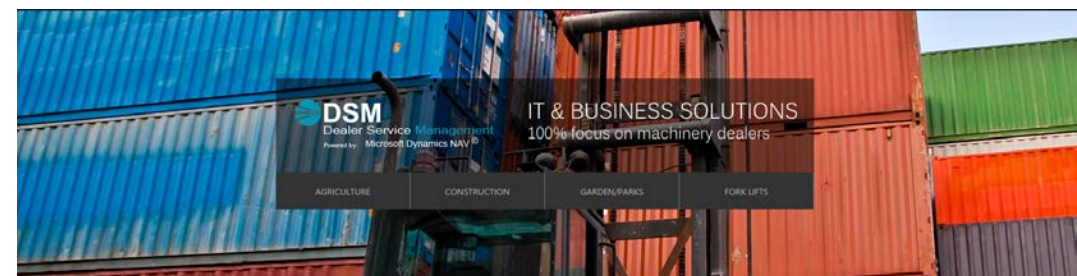 DSM
Dealer Service Management
Powered by Microsoft Dynamics NAV ®
IT & BUSINESS SOLUTIONS
100% focus on machinery dealers
AGRICULTURE
CONSTRUCTION
GARDEN/PARKS
FORK LIFTS